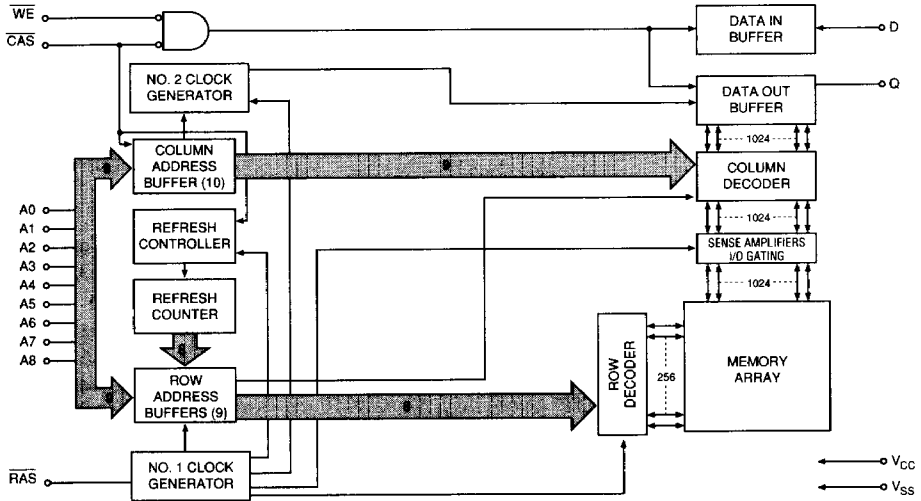 WE
CAS
NO. 2 CLOCK
GENERATOR
DATA IN
BUFFER
D
DATA OUT
BUFFER
Q
1024
COLUMN
ADDRESS
BUFFER (10)
COLUMN
DECODER
1024
A0
A1
A2
A3
A4
A5
A6
A7
A8
REFRESH
CONTROLLER
SENSE AMPLIFIERS
I/O GATING
1024
REFRESH
COUNTER
ROW
DECODER
256
MEMORY
ARRAY
ROW
ADDRESS
BUFFERS (9)
RAS
NO. 1 CLOCK
GENERATOR
VCC
VSS